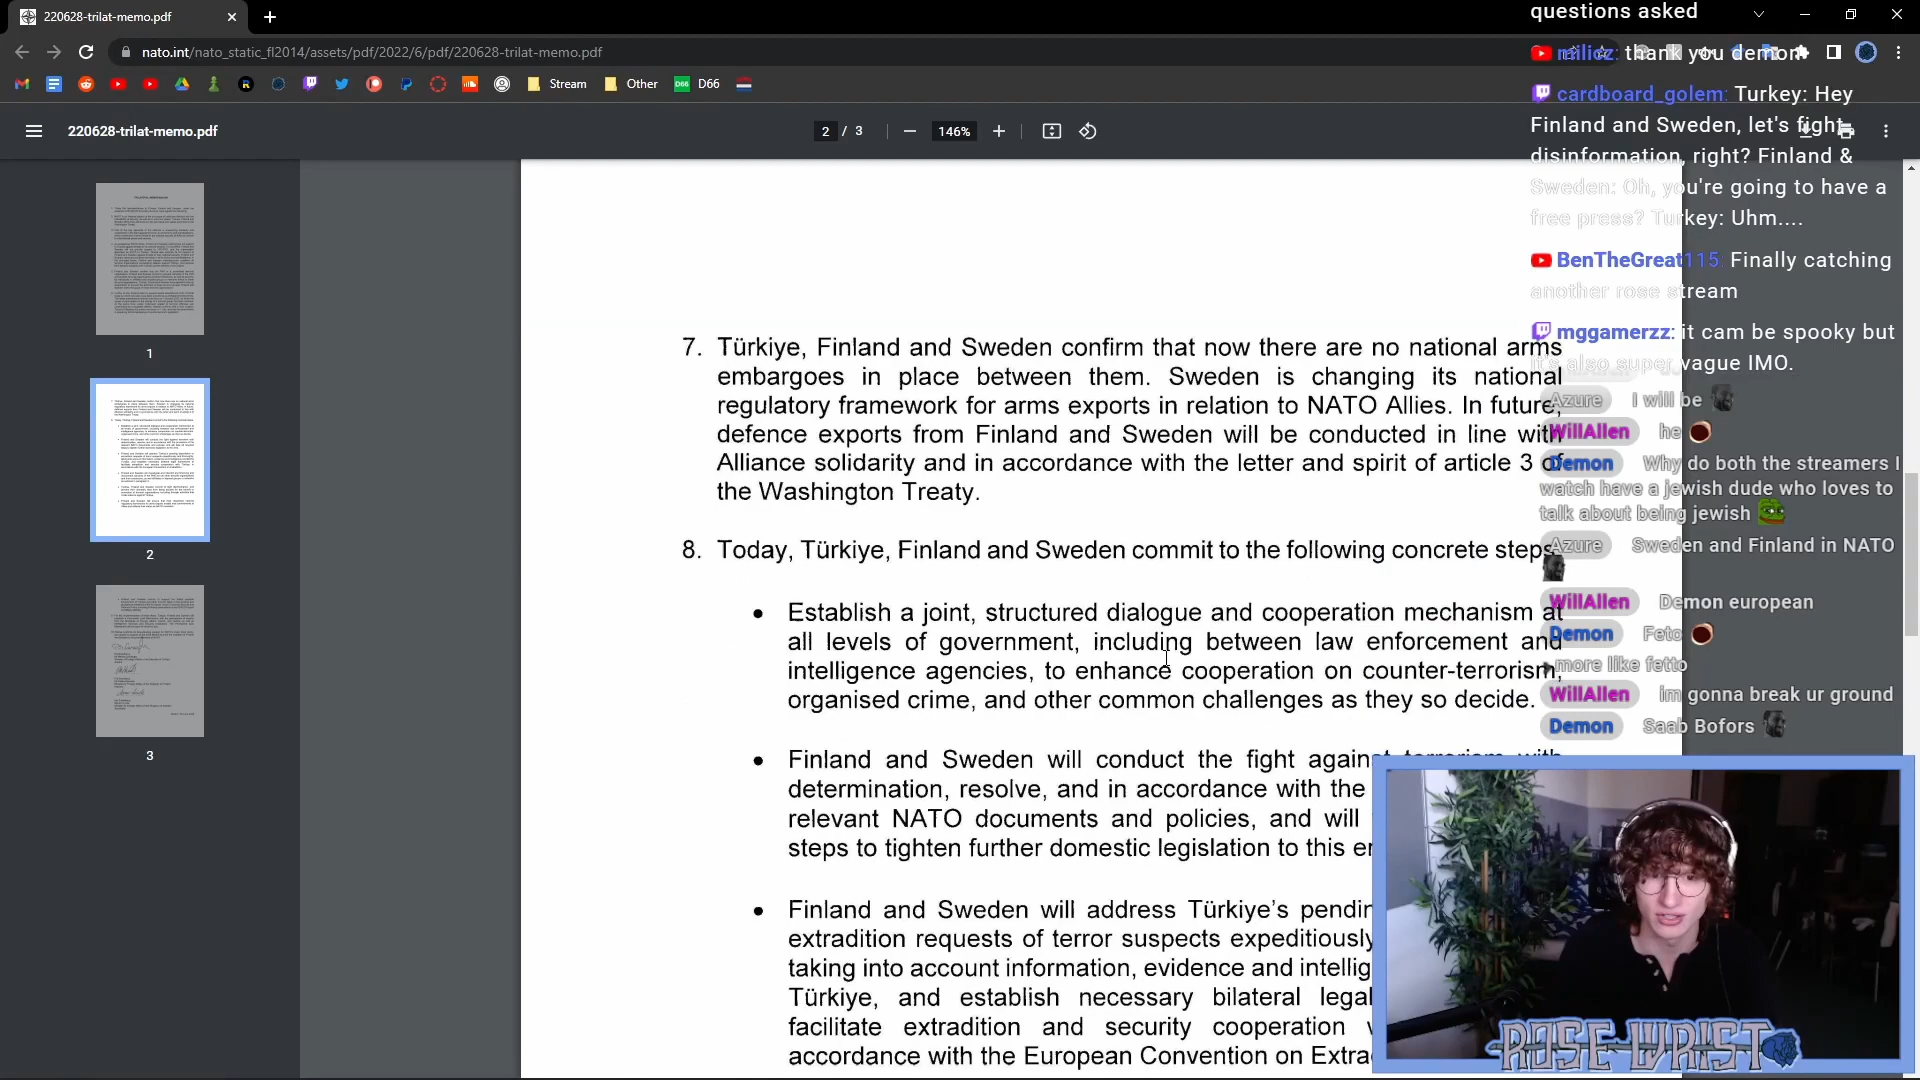 220628-trilat-memo.pdf
nato.int/nato_static_fl2014/assets/pdf/2022/6/pdf/220628-trilat-memo.pdf
Stream
Other
D66
D66
220628-trilat-memo.pdf
2 / 3
146%
1
2
3
7. Türkiye, Finland and Sweden confirm that now there are no national arms
embargoes in place between them. Sweden is changing its national
regulatory framework for arms exports in relation to NATO Allies. In future,
defence exports from Finland and Sweden will be conducted in line with
Alliance solidarity and in accordance with the letter and spirit of article 3 of
the Washington Treaty.
8. Today, Türkiye, Finland and Sweden commit to the following concrete steps
• Establish a joint, structured dialogue and cooperation mechanism at
all levels of government, including between law enforcement and
intelligence agencies, to enhance cooperation on counter-terrorism,
organised crime, and other common challenges as they so decide.
• Finland and Sweden will conduct the fight against terrorism with
determination, resolve, and in accordance with the
relevant NATO documents and policies, and will
steps to tighten further domestic legislation to this
• Finland and Sweden will address Türkiye's
extradition requests of terror suspects expeditiously
taking into account information, evidence and
Türkiye, and establish necessary bilateral legal
facilitate extradition and security cooperation
accordance with the European Convention on
questions asked
milicz: thank you demon
cardboard_golem: Turkey: Hey
Finland and Sweden, let's fight
disinformation, right? Finland &
Sweden: Oh, you're going to have a
free press? Turkey: Uhm....
BenTheGreat115: Finally catching
another rose stream
mggamerzz: it cam be spooky but
it's also super vague IMO.
Azure I will be
WillAllen he
Demon Why do both the streamers I
watch have a jewish dude who loves to
talk about being jewish
Azure Sweden and Finland in NATO
WillAllen Demon european
Demon Feto
more like fetto
WillAllen im gonna break ur ground
Demon Saab Bofors
ROSE WRIST